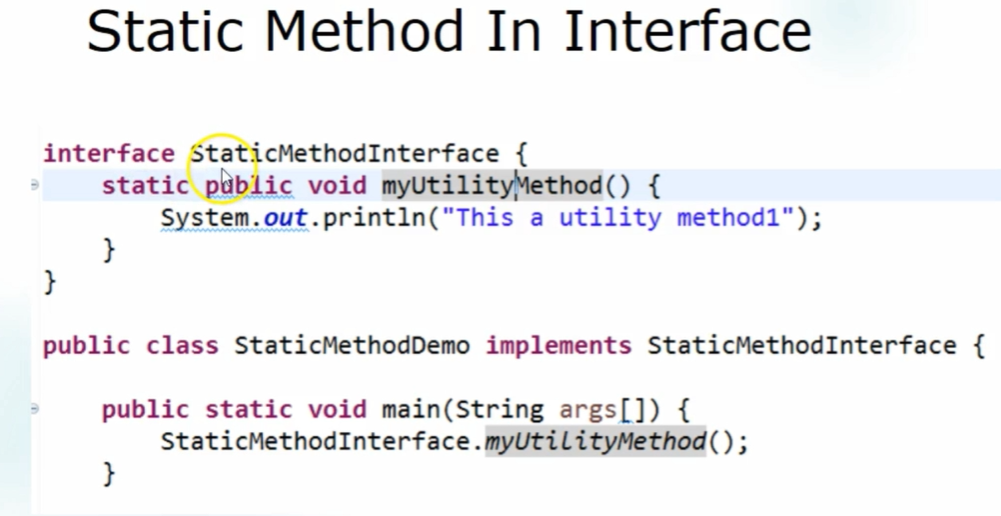 Static Method In Interface
interface StaticMethodInterface {
static public void myUtilityMethod() {
System.out.println("This a utility method1");
}
}
public class StaticMethodDemo implements StaticMethodInterface {
public static void main(String args[]) {
StaticMethodInterface.myUtilityMethod();
}